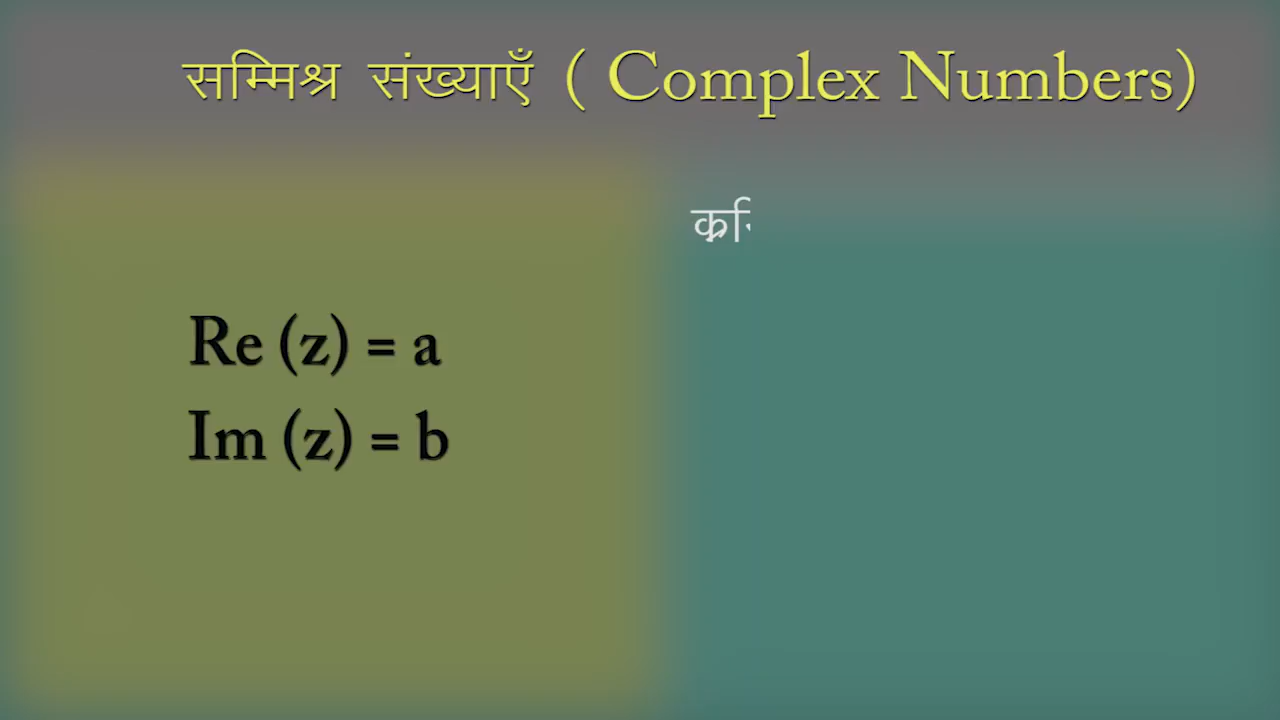 सम्मिश्र संख्याएँ ( Complex Numbers)
Re (z) = a
Im (z) = b